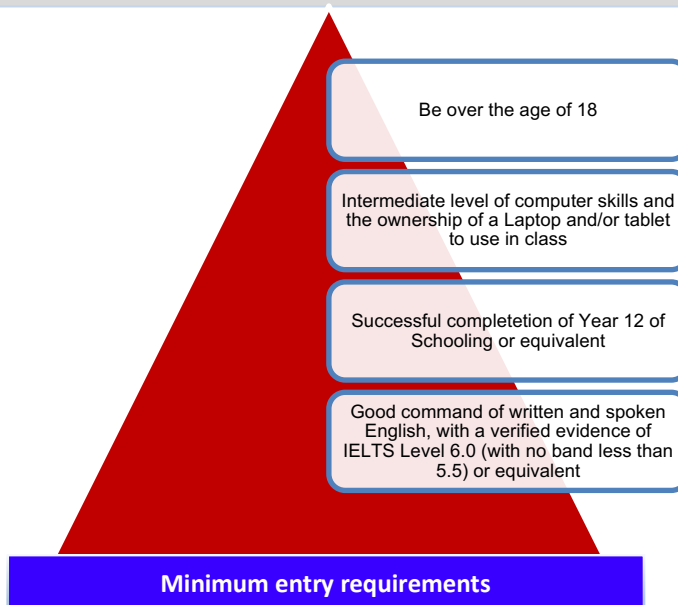 Be over the age of 18
Intermediate level of computer skills and
the ownership of a Laptop and/or tablet
to use in class
Successful completetion of Year 12 of
Schooling or equivalent
Good command of written and spoken
English, with a verified evidence of
IELTS Level 6.0 (with no band less than
5.5) or equivalent
Minimum entry requirements